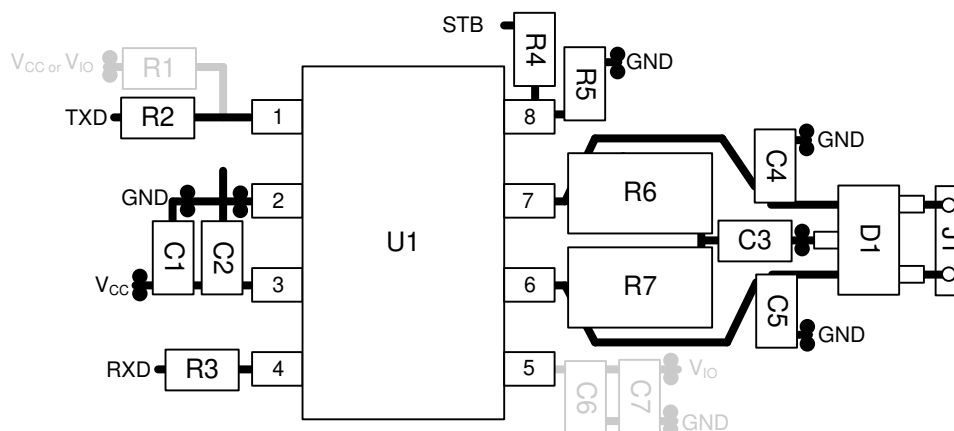 STB
R4
R5
GND
VCC or VIO
R1
TXD
R2
1
8
GND
C4
GND
2
7
R6
U1
C1
C2
C3
D1
J1
VCC
3
6
R7
C5
GND
RXD
R3
4
5
C6
C7
VIO
GND